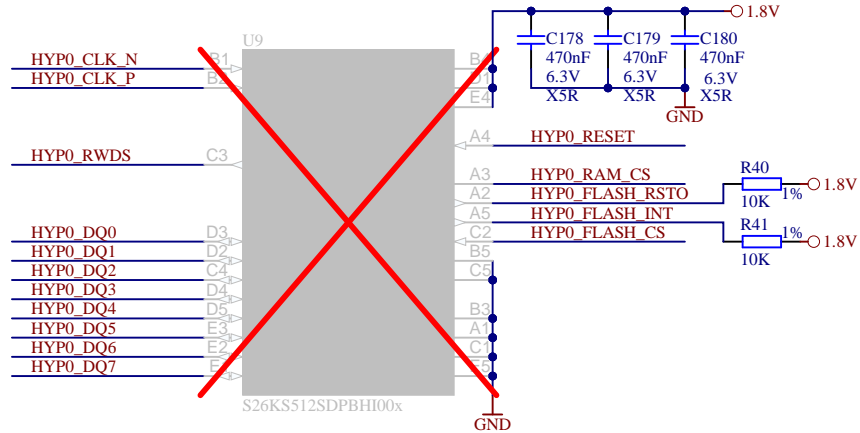 U9
1.8V
HYP0_CLK_N
B1
B4
C178
C179
C180
HYP0_CLK_P
B2
D1
470nF
470nF
470nF
E4
6.3V
6.3V
6.3V
X5R
X5R
X5R
GND
A4
HYP0_RESET
HYP0_RWDS
C3
A3
HYP0_RAM_CS
R40
A2
HYP0_FLASH_RSTO
1%
1.8V
10K
A5
HYP0_FLASH_INT
R41
HYP0_DQ0
D3
C2
HYP0_FLASH_CS
1%
1.8V
HYP0_DQ1
D2
B5
10K
HYP0_DQ2
C4
C5
HYP0_DQ3
D4
HYP0_DQ4
D5
B3
HYP0_DQ5
E3
A1
HYP0_DQ6
E2
C1
HYP0_DQ7
E5
S26KS512SDPBHI00x
GND